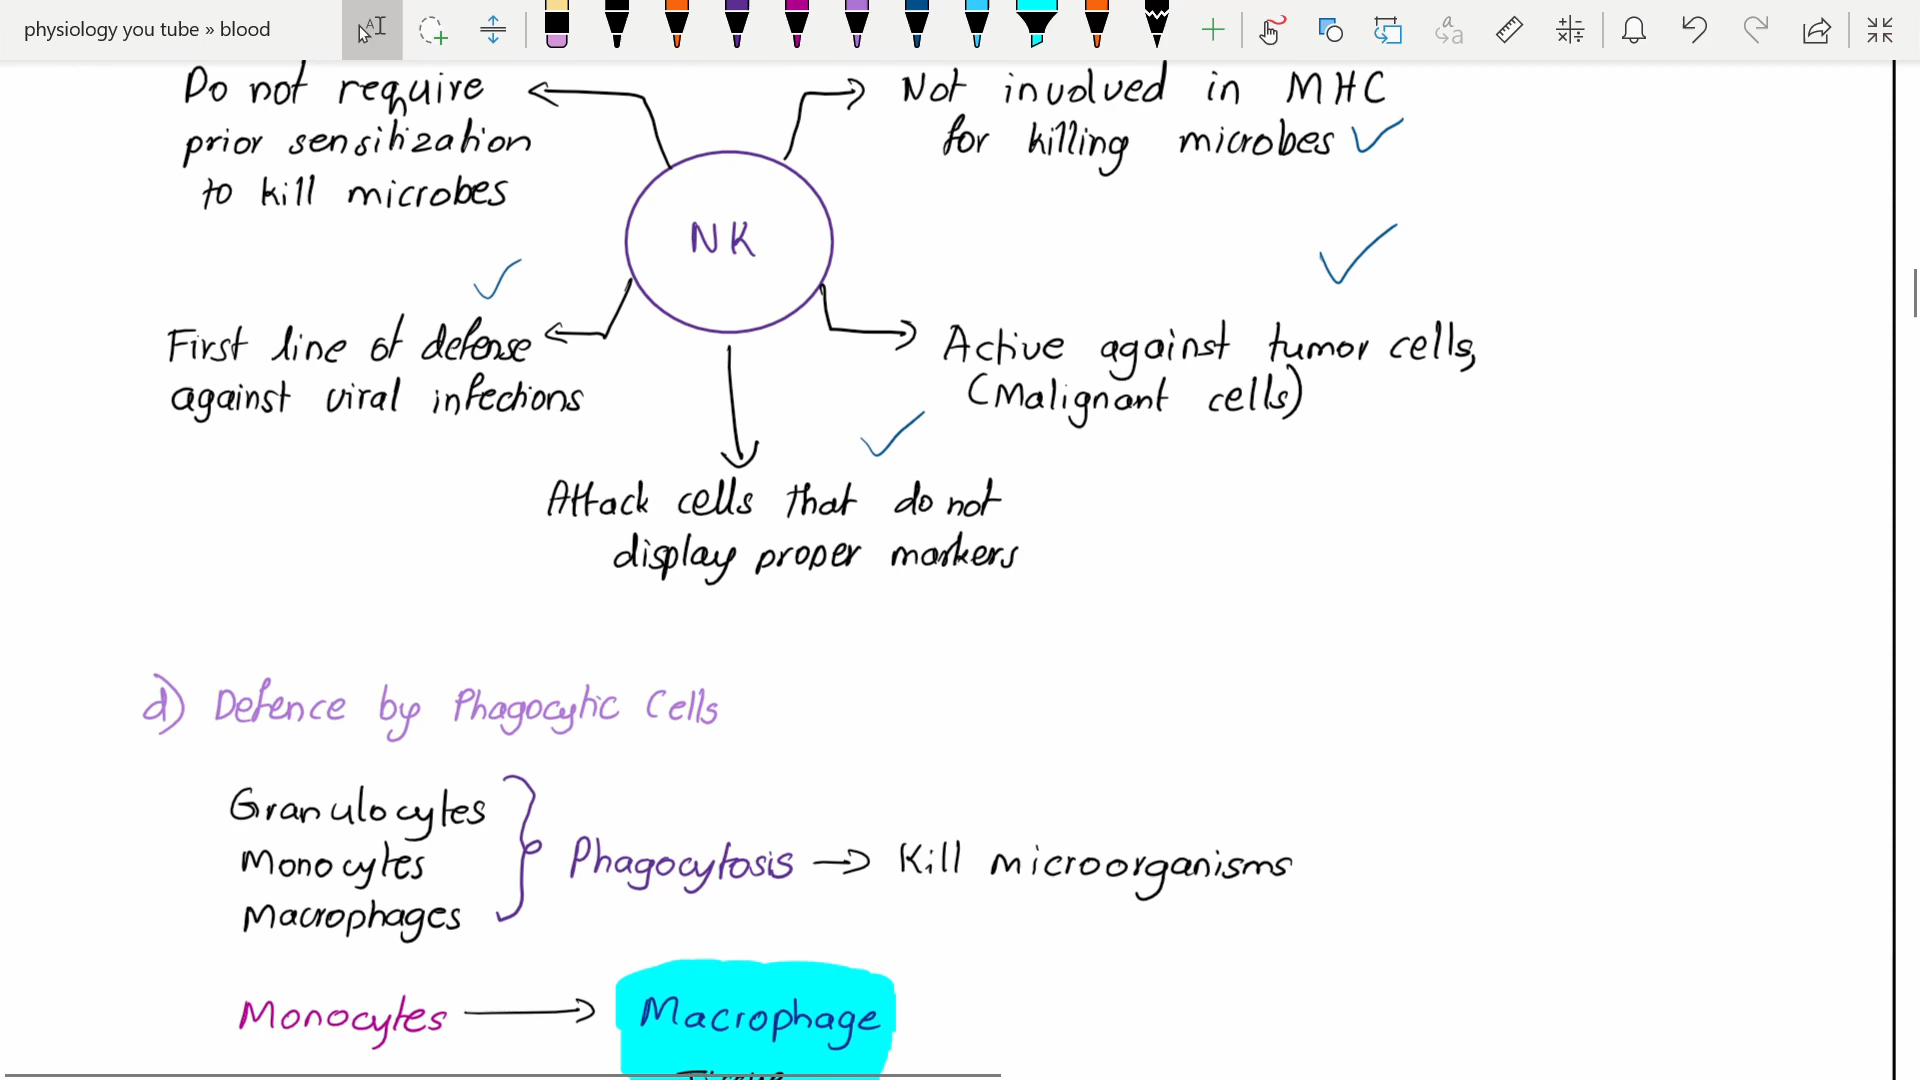 physiology you tube » blood
Do not require
prior sensitization
to kill microbes
Not involved in MHC
for killing microbes
NK
First line of defense
against viral infections
Active against tumor cells,
(Malignant cells)
Attack cells that do not
display proper markers
d) Defence by Phagocytic Cells
Granulocytes
Monocytes
Macrophages
Phagocytosis → Kill microorganisms
Monocytes → Macrophage